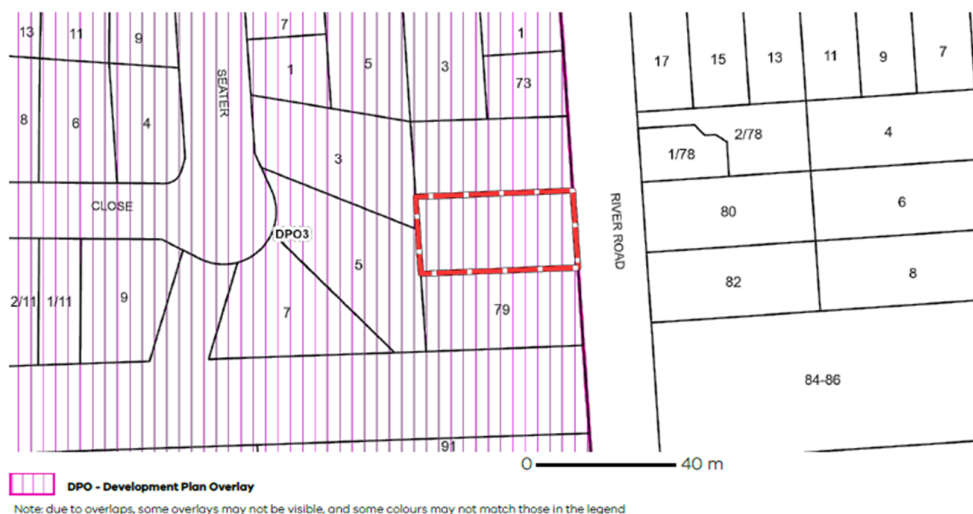 7
13 11 9
1
5 3
17 15 13 11 9 7
1 73
SEATER
8 6 4
2/78 4
1/78
3
CLOSE
80 6
RIVER ROAD
DPO3
5
82 8
2/11 1/11 9
7
79
84-86
91
0 40 m
DPO - Development Plan Overlay
Note: due to overlaps, some overlays may not be visible, and some colours may not match those in the legend